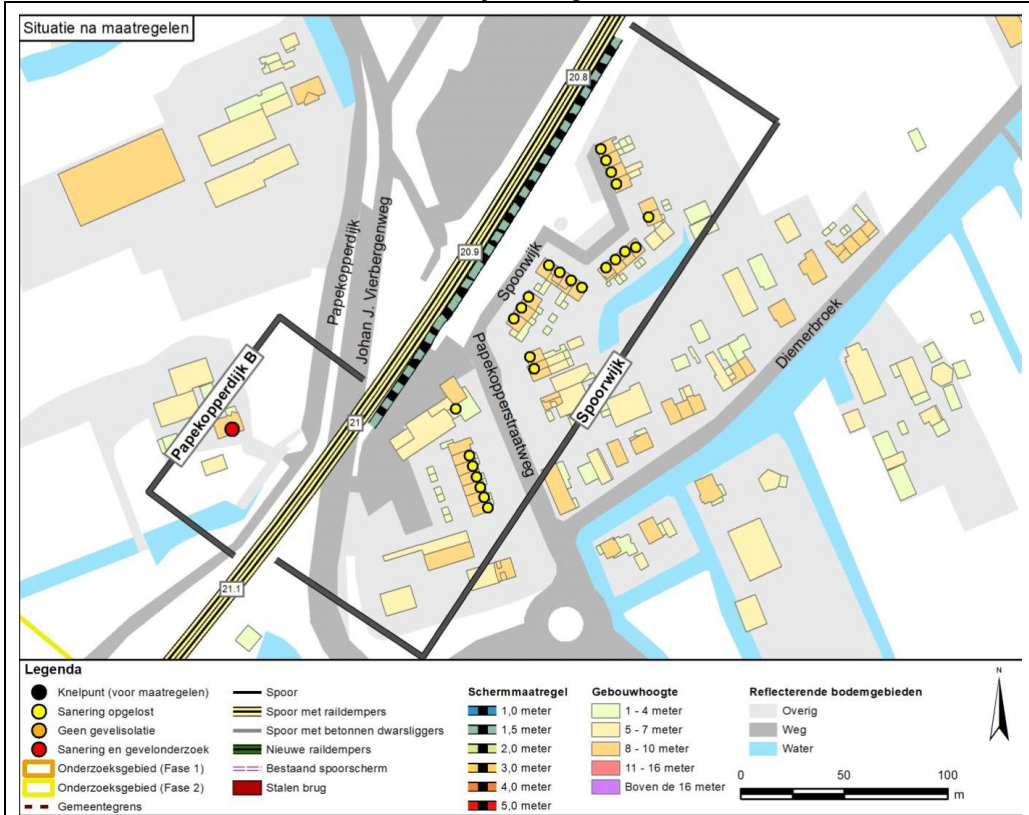 Situatie na maatregelen
20.8
20.9
21
21.1
Papekopperdijk
Johan J. Vierbergenweg
Spoorwijk
Papekopperstraatweg
Spoorwijk
Diemerbroek
Papekopperdijk B
Legenda
Knelpunt (voor maatregelen)
Sanering opgelost
Geen gevelisolatie
Sanering en gevelonderzoek
Onderzoeksgebied (Fase 1)
Onderzoeksgebied (Fase 2)
Gemeentegrens
Spoor
Spoor met raildempers
Spoor met betonnen dwarsliggers
Nieuwe raildempers
Bestaand spoorscherm
Stalen brug
Schermmaatregel
1,0 meter
1,5 meter
2,0 meter
3,0 meter
4,0 meter
5,0 meter
Gebouwhoogte
1 - 4 meter
5 - 7 meter
8 - 10 meter
11 - 16 meter
Boven de 16 meter
Reflecterende bodemgebieden
Overig
Weg
Water
N
0 50 100
m